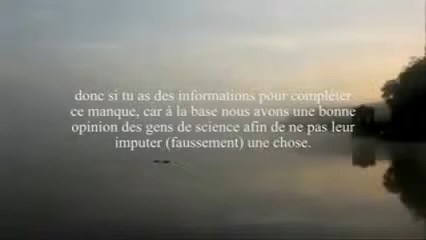 donc si tu as des informations pour compléter
ce manque, car à la base nous avons une bonne
opinion des gens de science afin de ne pas leur
imputer (faussement) une chose.